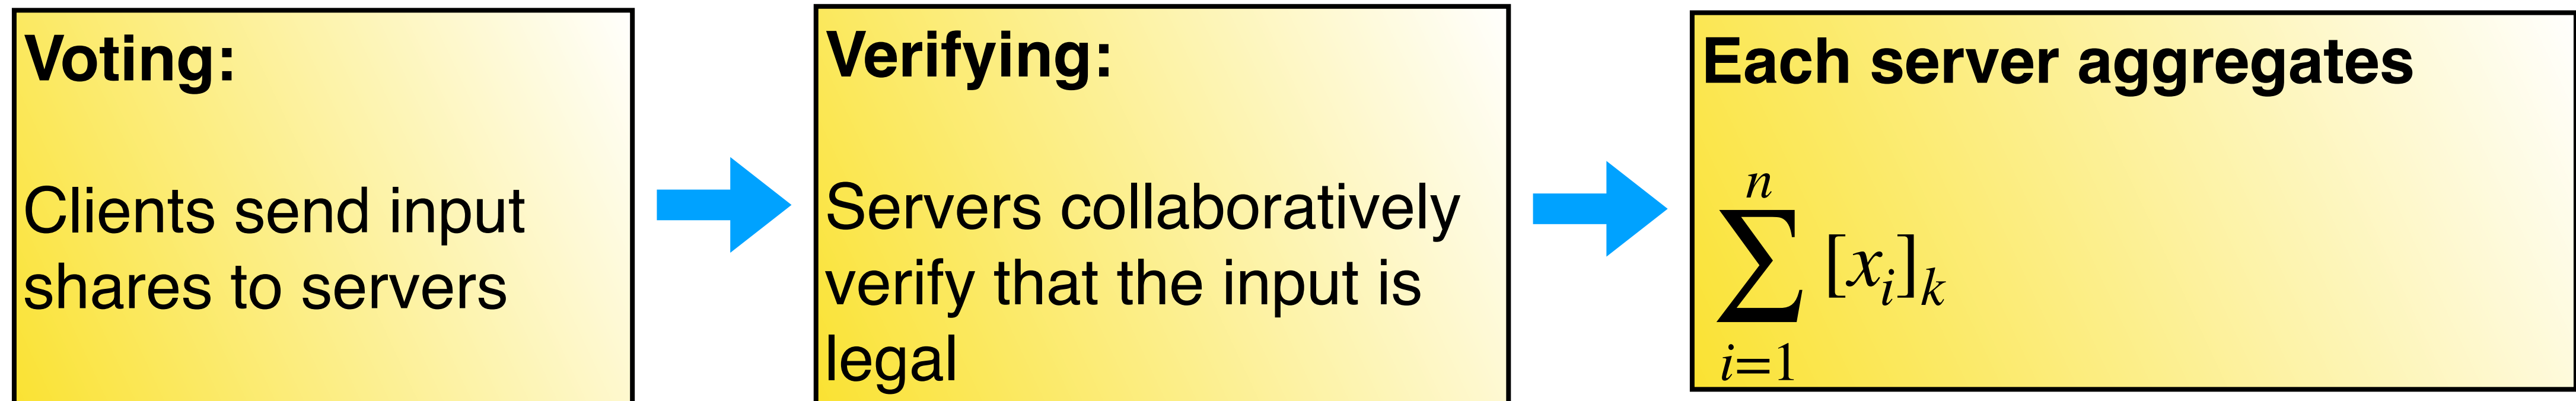 Voting:
Clients send input
shares to servers
Verifying:
Servers collaboratively
verify that the input is
legal
Each server aggregates
n
∑ [x_i]_k
i=1